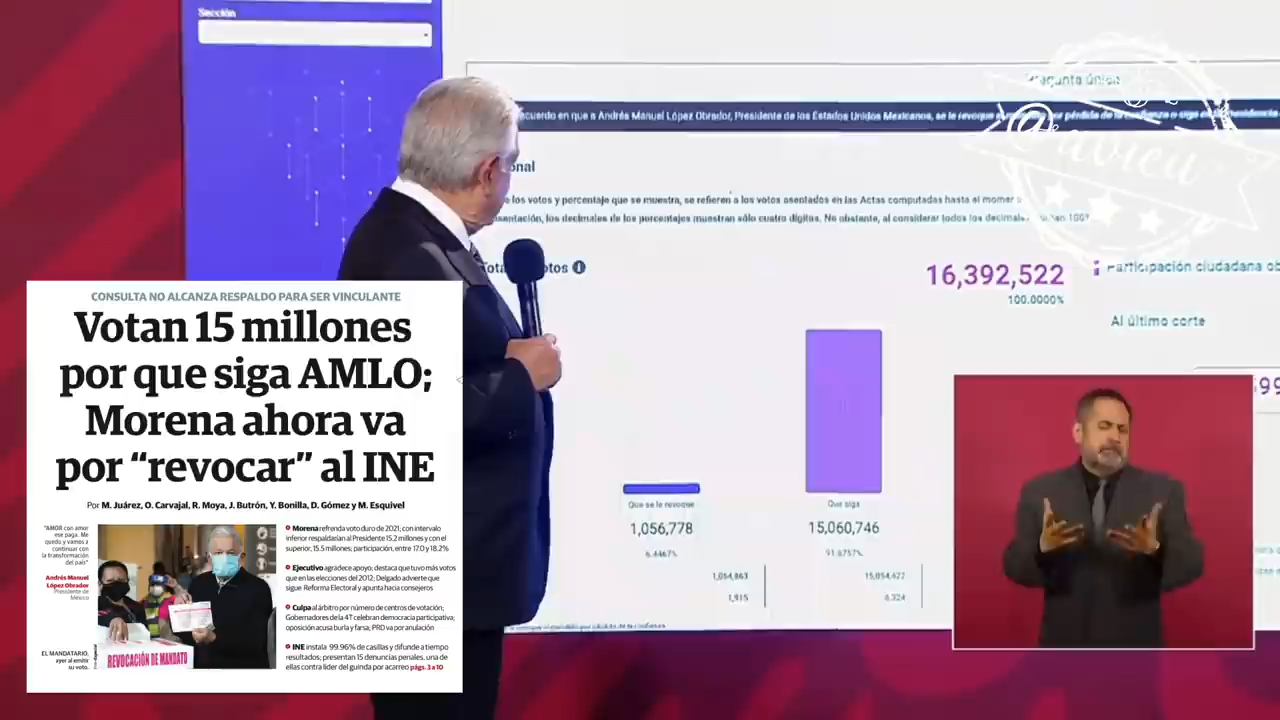 Sección
Pregunta única
acuerdo en que a Andrés Manuel López Obrador, Presidente de los Estados Unidos Mexicanos, se le revoque
pérdida de la confianza o siga en la
onal
los votos y porcentaje que se muestra, se refieren a los votos asentados en las Actas computadas hasta el momen
sentación, los decimales de los porcentajes muestran sólo cuatro dígitos. No obstante, al considerar todos los decimales
100%
16,392,522
100.0000%
Participación ciudadana
Al último corte
Que se le revoque
1,056,778
6.4467%
1,054,863
1,915
Que siga
15,060,746
91.8757%
15,054,422
6,324
CONSULTA NO ALCANZA RESPALDO PARA SER VINCULANTE
Votan 15 millones
por que siga AMLO;
Morena ahora va
por “revocar” al INE
Por M. Juárez, O. Carvajal, R. Moya, J. Butrón, Y. Bonilla, D. Gómez y M. Esquivel
"AMOR con amor
ese paga. Me
quedo y vamos a
continuar con
la transformación
del país"
Andrés Manuel
López Obrador
Presidente de
México
EL MANDATARIO,
ayer al emitir
su voto.
REVOCACIÓN DE MANDATO
Morena refrenda voto duro de 2021; con intervalo
inferior respaldarían al Presidente 15.2 millones y con el
superior, 15.5 millones; participación, entre 17.0 y 18.2%
Ejecutivo agradece apoyo; destaca que tuvo más votos
que en las elecciones del 2012; Delgado advierte que
sigue Reforma Electoral y apunta hacia consejeros
Culpa al árbitro por número de centros de votación;
Gobernadores de la 4T celebran democracia participativa;
oposición acusa burla y farsa; PRD va por anulación
INE instala 99.96% de casillas y difunde a tiempo
resultados; presentan 15 denuncias penales, una de
ellas contra líder del guinda por acarreo págs. 3 a 10